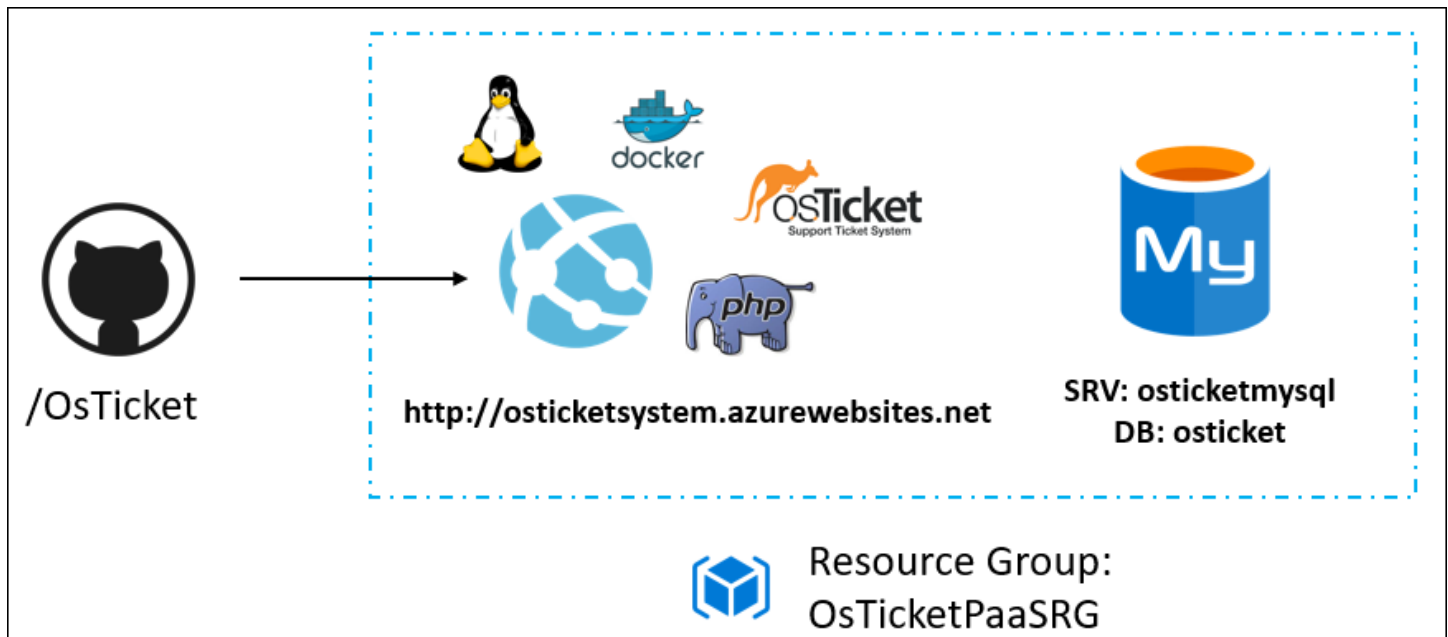 docker
osTicket
Support Ticket System
php
My
/OsTicket
http://osticketsystem.azurewebsites.net
SRV: osticketmysql
DB: osticket
Resource Group:
OsTicketPaaSRG